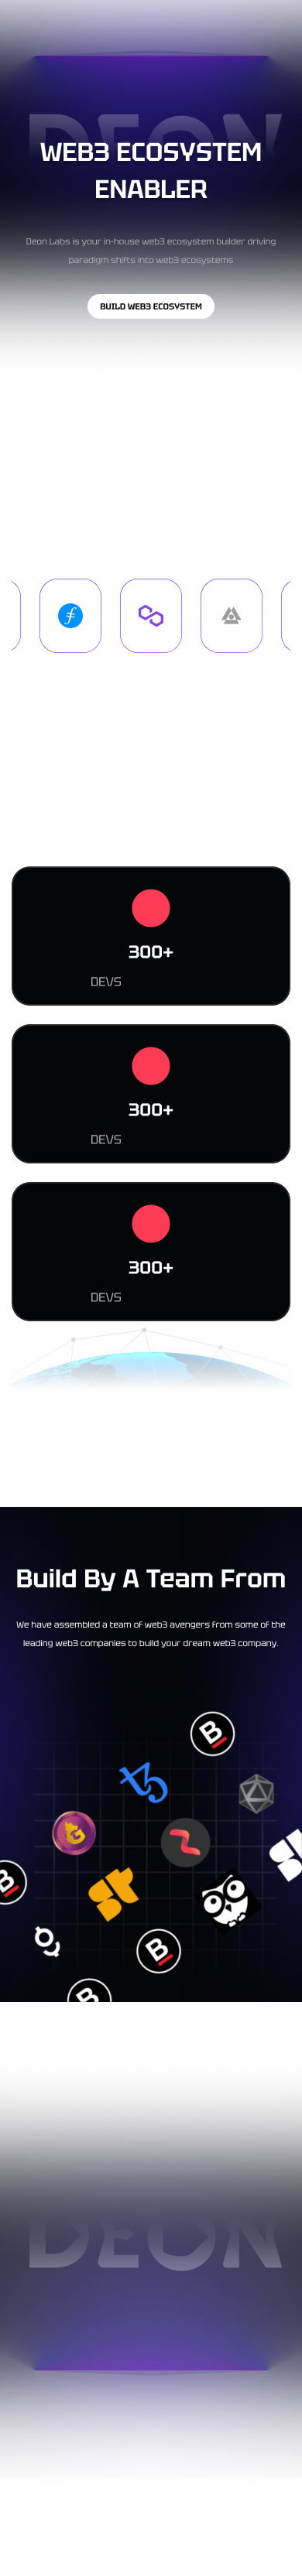 DEON
WEB3 ECOSYSTEM
ENABLER
Deon Labs is your in-house web3 ecosystem builder driving
paradigm shifts into web3 ecosystems
BUILD WEB3 ECOSYSTEM
300+
DEVS
300+
DEVS
300+
DEVS
Build By A Team From
We have assembled a team of web3 avengers from some of the
leading web3 companies to build your dream web3 company.
B
B
B
B
DEON